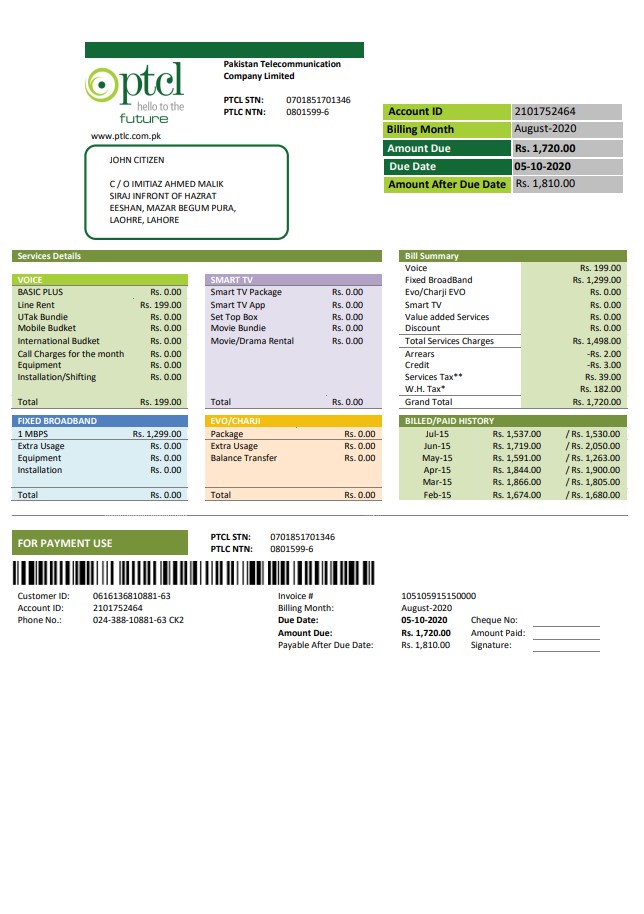 ptcl
hello to the
future
www.ptlc.com.pk
Pakistan Telecommunication
Company Limited
PTCL STN: 0701851701346
PTLC NTN: 0801599-6
Account ID 2101752464
Billing Month August-2020
Amount Due Rs. 1,720.00
Due Date 05-10-2020
Amount After Due Date Rs. 1,810.00
JOHN CITIZEN
C / O IMITIAZ AHMED MALIK
SIRAJ INFRONT OF HAZRAT
EESHAN, MAZAR BEGUM PURA,
LAOHRE, LAHORE
Services Details
VOICE
BASIC PLUS Rs. 0.00
Line Rent Rs. 199.00
UTak Bundie Rs. 0.00
Mobile Budket Rs. 0.00
International Budket Rs. 0.00
Call Charges for the month Rs. 0.00
Equipment Rs. 0.00
Installation/Shifting Rs. 0.00
Total Rs. 199.00
SMART TV
Smart TV Package Rs. 0.00
Smart TV App Rs. 0.00
Set Top Box Rs. 0.00
Movie Bundie Rs. 0.00
Movie/Drama Rental Rs. 0.00
Total Rs. 0.00
Bill Summary
Voice Rs. 199.00
Fixed BroadBand Rs. 1,299.00
Evo/Charji EVO Rs. 0.00
Smart TV Rs. 0.00
Value added Services Rs. 0.00
Discount Rs. 0.00
Total Services Charges Rs. 1,498.00
Arrears -Rs. 2.00
Credit -Rs. 3.00
Services Tax** Rs. 39.00
W.H. Tax* Rs. 182.00
Grand Total Rs. 1,720.00
FIXED BROADBAND
1 MBPS Rs. 1,299.00
Extra Usage Rs. 0.00
Equipment Rs. 0.00
Installation Rs. 0.00
Total Rs. 0.00
EVO/CHARJI
Package Rs. 0.00
Extra Usage Rs. 0.00
Balance Transfer Rs. 0.00
Total Rs. 0.00
BILLED/PAID HISTORY
Jul-15 Rs. 1,537.00 / Rs. 1,530.00
Jun-15 Rs. 1,719.00 / Rs. 2,050.00
May-15 Rs. 1,591.00 / Rs. 1,263.00
Apr-15 Rs. 1,844.00 / Rs. 1,900.00
Mar-15 Rs. 1,866.00 / Rs. 1,805.00
Feb-15 Rs. 1,674.00 / Rs. 1,680.00
FOR PAYMENT USE
PTCL STN: 0701851701346
PTLC NTN: 0801599-6
Customer ID: 0616136810881-63
Account ID: 2101752464
Phone No.: 024-388-10881-63 CK2
Invoice # 105105915150000
Billing Month: August-2020
Due Date: 05-10-2020
Amount Due: Rs. 1,720.00
Payable After Due Date: Rs. 1,810.00
Cheque No:
Amount Paid:
Signature: